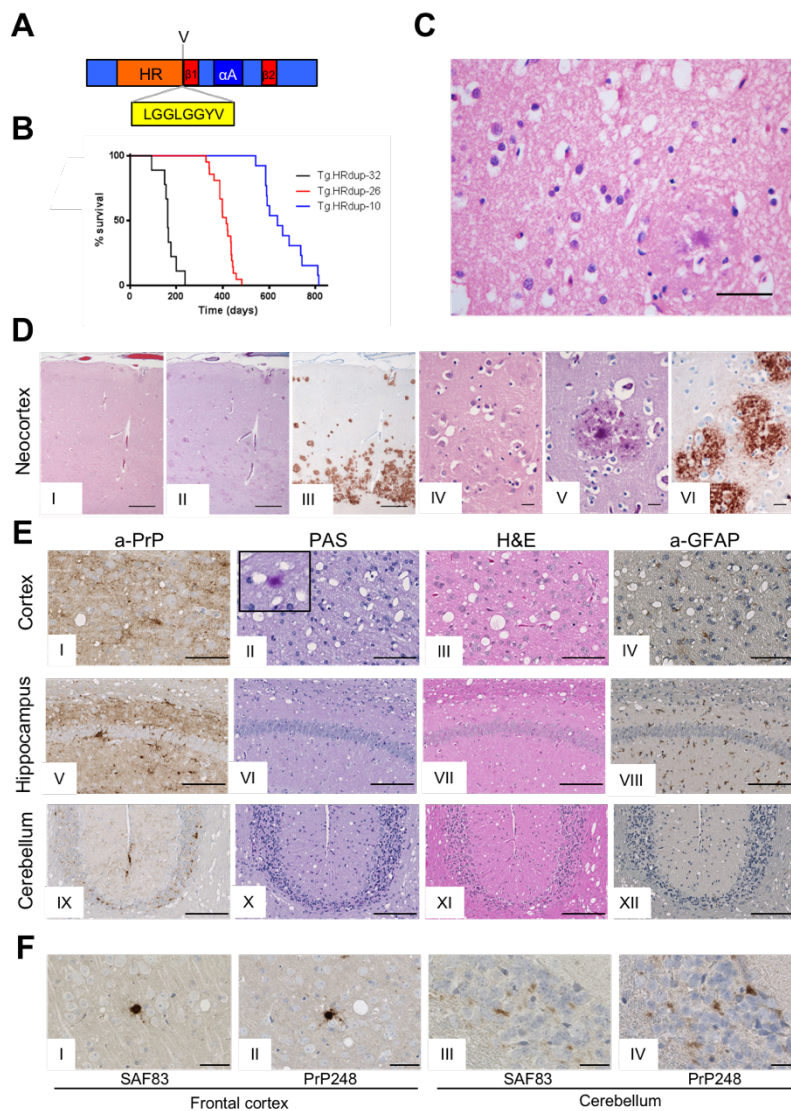 A
V
HR
β1
αA
β2
LGGLGGYV
B
100
50
0
% survival
0
200
400
600
800
Time (days)
Tg.HRdup-32
Tg.HRdup-26
Tg.HRdup-10
C
D
Neocortex
I
II
III
IV
V
VI
E
a-PrP
PAS
H&E
a-GFAP
Cortex
I
II
III
IV
Hippocampus
V
VI
VII
VIII
Cerebellum
IX
X
XI
XII
F
I
II
III
IV
SAF83
PrP248
SAF83
PrP248
Frontal cortex
Cerebellum